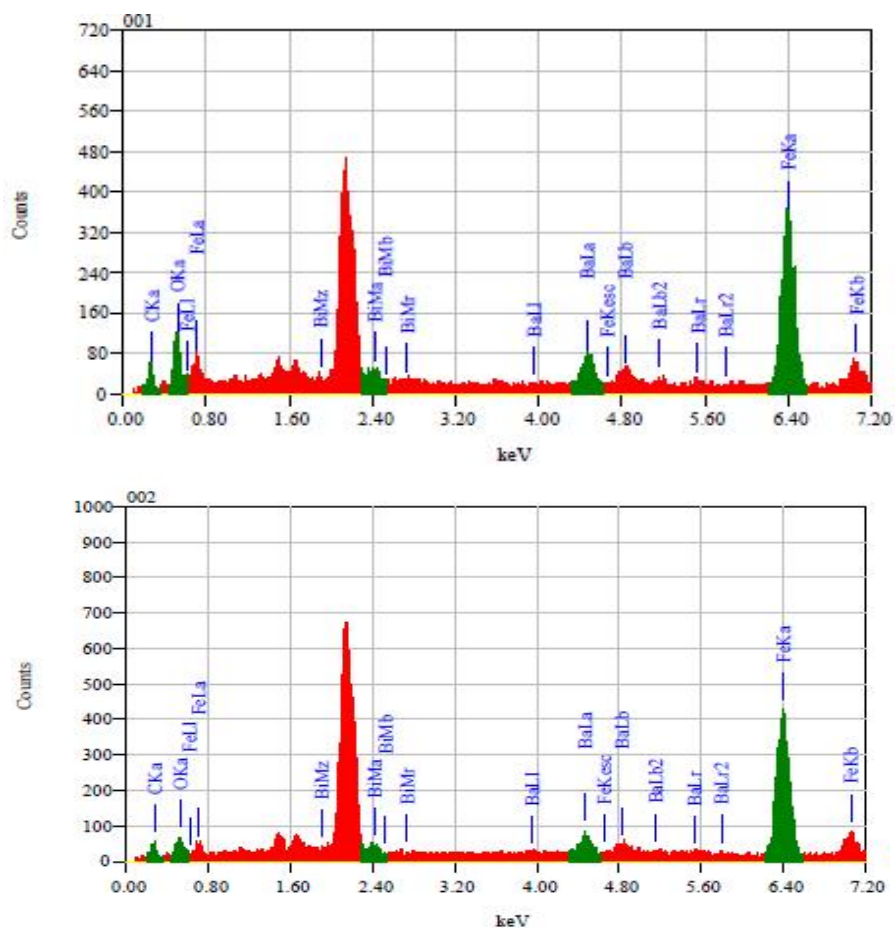 001
720
640
560
480
400
320
240
160
80
0
Counts
CKa
OKa
FeLl
FeLa
BiMz
BiMa
BiMb
BiMr
BaLl
BaLa
FeKesc
BaLb
BaLb2
BaLr
BaLr2
FeKa
FeKb
0.00 0.80 1.60 2.40 3.20 4.00 4.80 5.60 6.40 7.20
keV
002
1000
900
800
700
600
500
400
300
200
100
0
Counts
CKa
OKa
FeLl
FeLa
BiMz
BiMa
BiMb
BiMr
BaLl
BaLa
FeKesc
BaLb
BaLb2
BaLr
BaLr2
FeKa
FeKb
0.00 0.80 1.60 2.40 3.20 4.00 4.80 5.60 6.40 7.20
keV